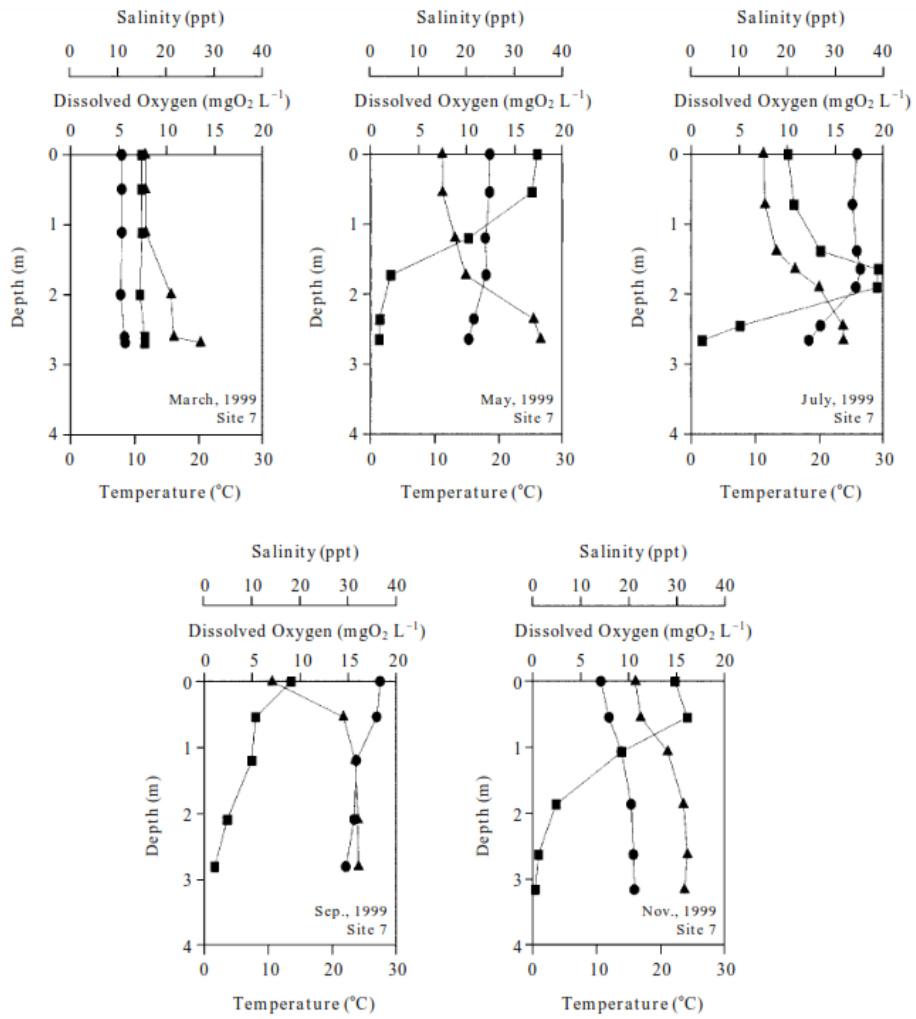 Salinity (ppt)
0 10 20 30 40
Dissolved Oxygen (mgO₂ L⁻¹)
0 5 10 15 20
0
1
2
3
4
Depth (m)
March, 1999
Site 7
0 10 20 30
Temperature (°C)
Salinity (ppt)
0 10 20 30 40
Dissolved Oxygen (mgO₂ L⁻¹)
0 5 10 15 20
0
1
2
3
4
Depth (m)
May, 1999
Site 7
0 10 20 30
Temperature (°C)
Salinity (ppt)
0 10 20 30 40
Dissolved Oxygen (mgO₂ L⁻¹)
0 5 10 15 20
0
1
2
3
4
Depth (m)
July, 1999
Site 7
0 10 20 30
Temperature (°C)
Salinity (ppt)
0 10 20 30 40
Dissolved Oxygen (mgO₂ L⁻¹)
0 5 10 15 20
0
1
2
3
4
Depth (m)
Sep., 1999
Site 7
0 10 20 30
Temperature (°C)
Salinity (ppt)
0 10 20 30 40
Dissolved Oxygen (mgO₂ L⁻¹)
0 5 10 15 20
0
1
2
3
4
Depth (m)
Nov., 1999
Site 7
0 10 20 30
Temperature (°C)